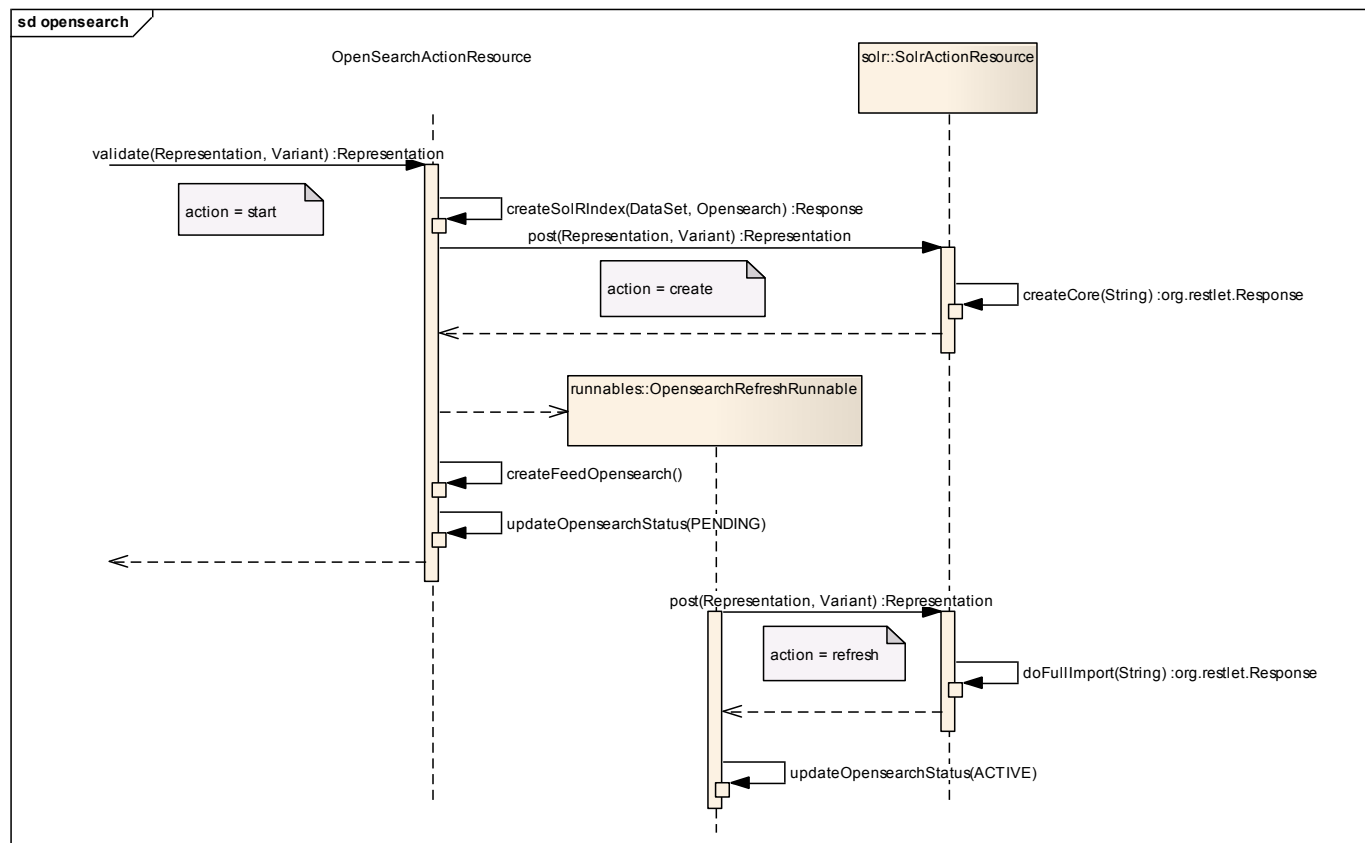 sd opensearch
OpenSearchActionResource
solr::SolrActionResource
validate(Representation, Variant) :Representation
action = start
createSolRIndex(DataSet, Opensearch) :Response
post(Representation, Variant) :Representation
action = create
createCore(String) :org.restlet.Response
runnables::OpensearchRefreshRunnable
createFeedOpensearch()
updateOpensearchStatus(PENDING)
post(Representation, Variant) :Representation
action = refresh
doFullImport(String) :org.restlet.Response
updateOpensearchStatus(ACTIVE)